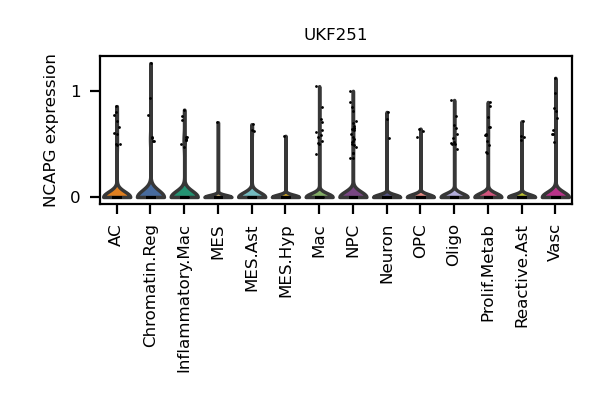 UKF251
NCAPG expression
1
0
AC
Chromatin.Reg
Inflammatory.Mac
MES
MES.Ast
MES.Hyp
Mac
NPC
Neuron
OPC
Oligo
Prolif.Metab
Reactive.Ast
Vasc